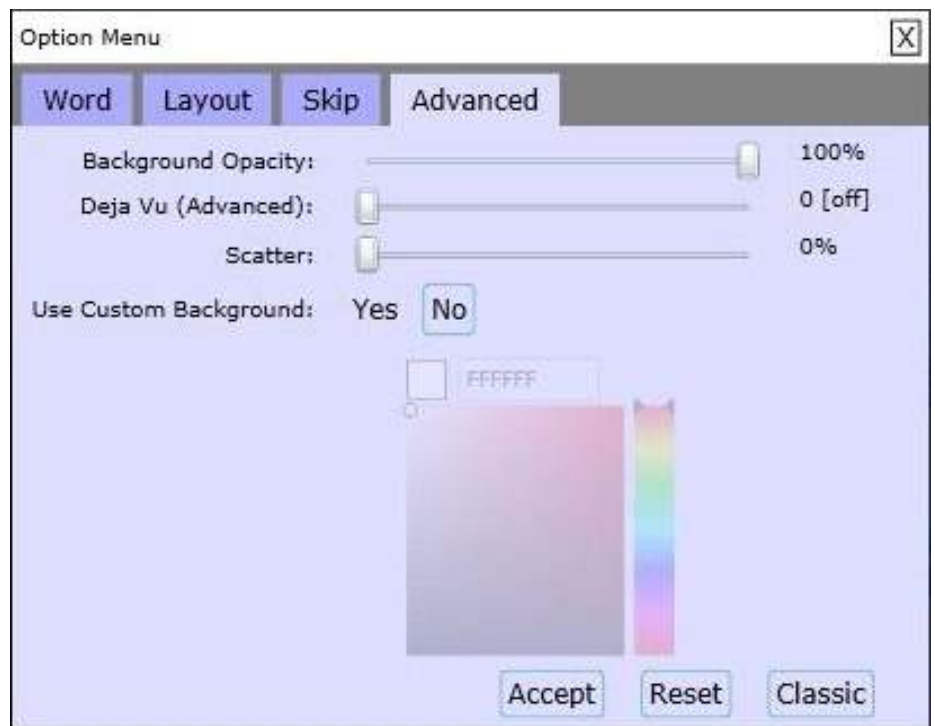 Option Menu X
Word Layout Skip Advanced
Background Opacity: 100%
Deja Vu (Advanced): 0 [off]
Scatter: 0%
Use Custom Background: Yes No
FFFFFF
Accept Reset Classic